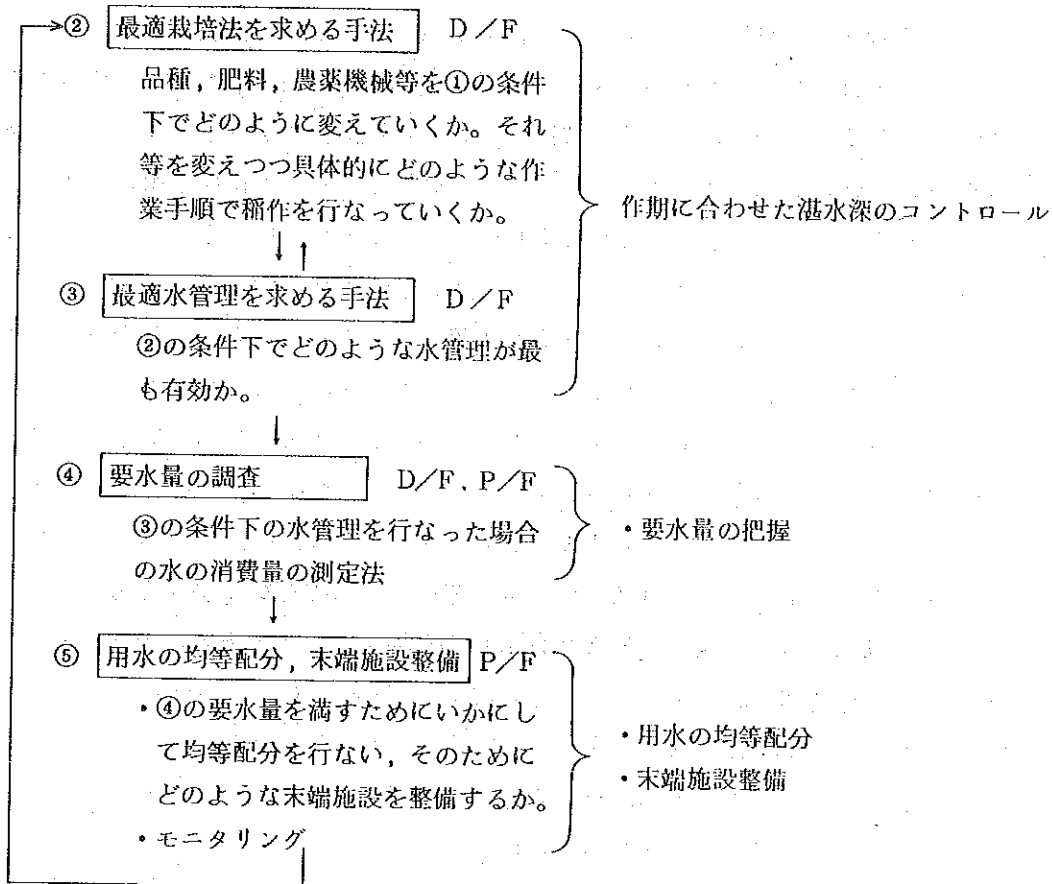 ② 最適栽培法を求める手法 D/F
品種，肥料，農薬機械等を①の条件
下でどのように変えていくか。それ
等を変えつつ具体的にどのような作
業手順で稲作を行なっていくか。
作期に合わせた湛水深のコントロール
↓↑
③ 最適水管理を求める手法 D/F
②の条件下でどのような水管理が最
も有効か。
↓
④ 要水量の調査 D/F、P/F
③の条件下の水管理を行なった場合
の水の消費量の測定法
・要水量の把握
↓
⑤ 用水の均等配分，末端施設整備 P/F
・④の要水量を満すためにいかにし
て均等配分を行ない，そのために
どのような末端施設を整備するか。
・モニタリング
・用水の均等配分
・末端施設整備